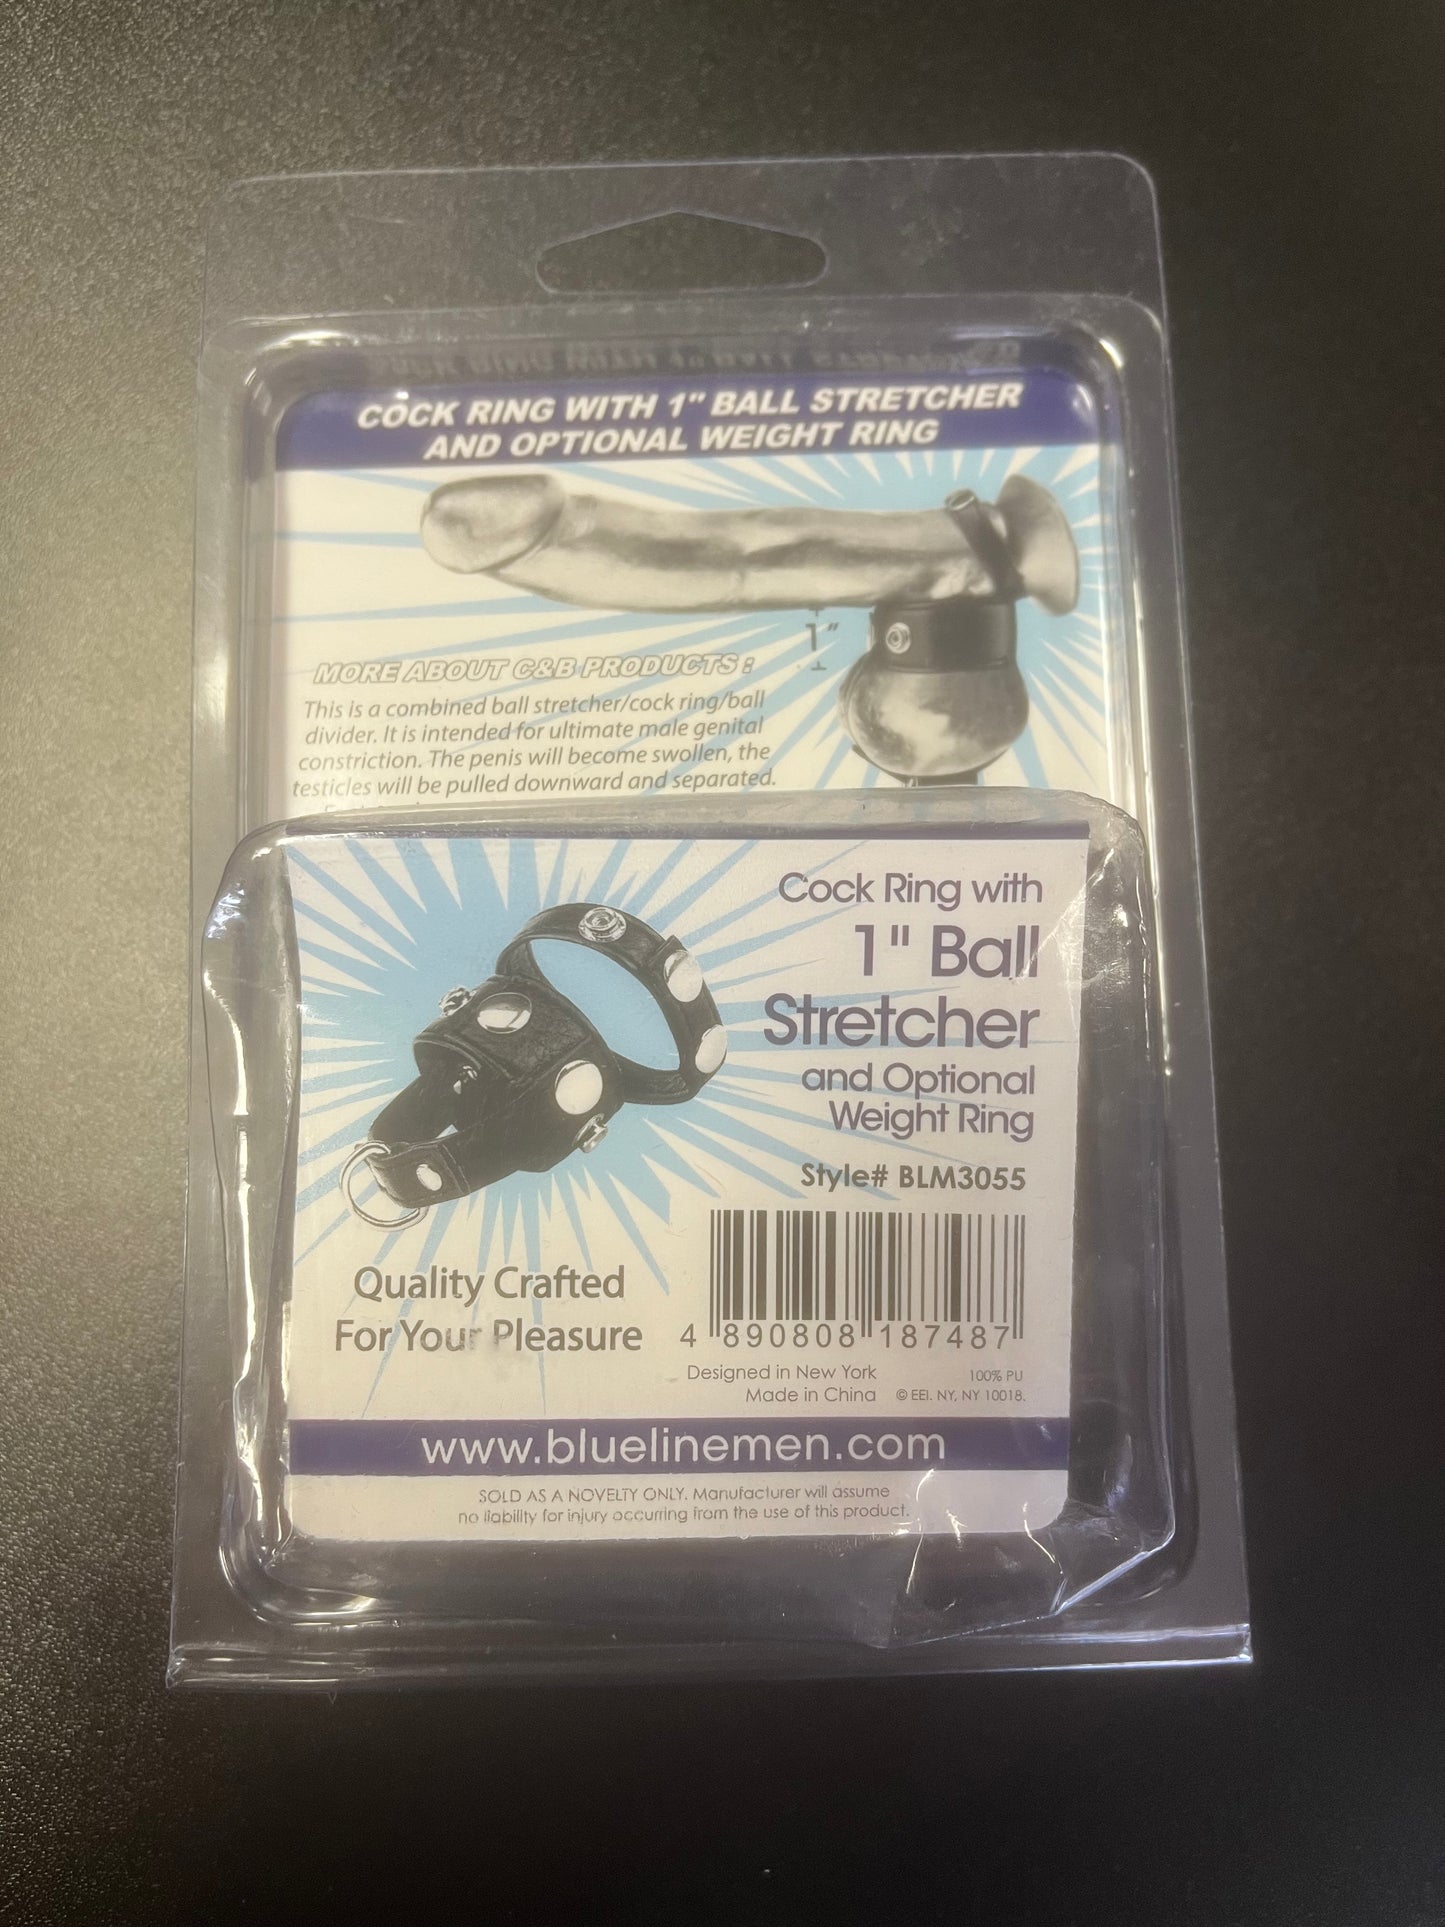 COCK RING WITH 1" BALL STRETCHER
AND OPTIONAL WEIGHT RING
1"
MORE ABOUT C&B PRODUCTS:
This is a combined ball stretcher/cock ring/ball
divider. It is intended for ultimate male genital
constriction. The penis will become swollen, the
testicles will be pulled downward and separated.
Cock Ring with
1" Ball
Stretcher
and Optional
Weight Ring
Style# BLM3055
Quality Crafted
For Your Pleasure
4 890808 187487
Designed in New York
100% PU
Made in China
© EEI. NY, NY 10018.
www.bluelinemen.com
SOLD AS A NOVELTY ONLY. Manufacturer will assume
no liability for injury occurring from the use of this product.